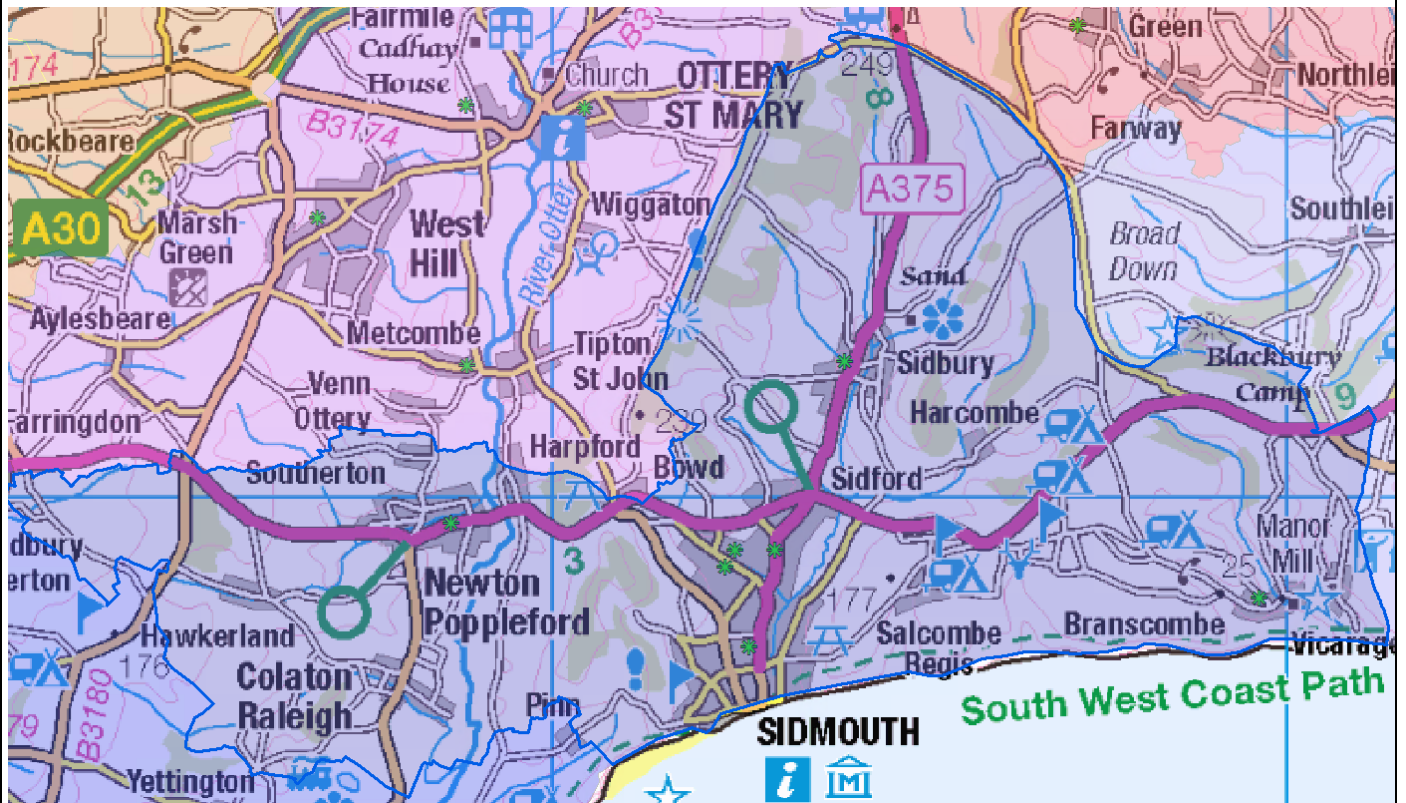 Fairmile
Cadhay
House
174
B3174
Church
OTTERY
ST MARY
249
8
Green
Northlei
Farway
Rockbeare
13
A30
Marsh
Green
West
Hill
River Otter
Wiggaton
A375
Southlei
Broad
Down
Sand
Aylesbeare
Metcombe
Tipton
St John
Sidbury
Blackbury
Camp
9
Venn
Ottery
Farringdon
239
Harcombe
Harpford
Bowd
Southerton
Sidford
dbury
erton
3
Manor
Mill
25
Newton
Poppleford
177
Hawkerland
176
Salcombe
Regis
Branscombe
Vicarage
Colaton
Raleigh
B3180
79
Pinn
South West Coast Path
SIDMOUTH
Yettington
i
i
M